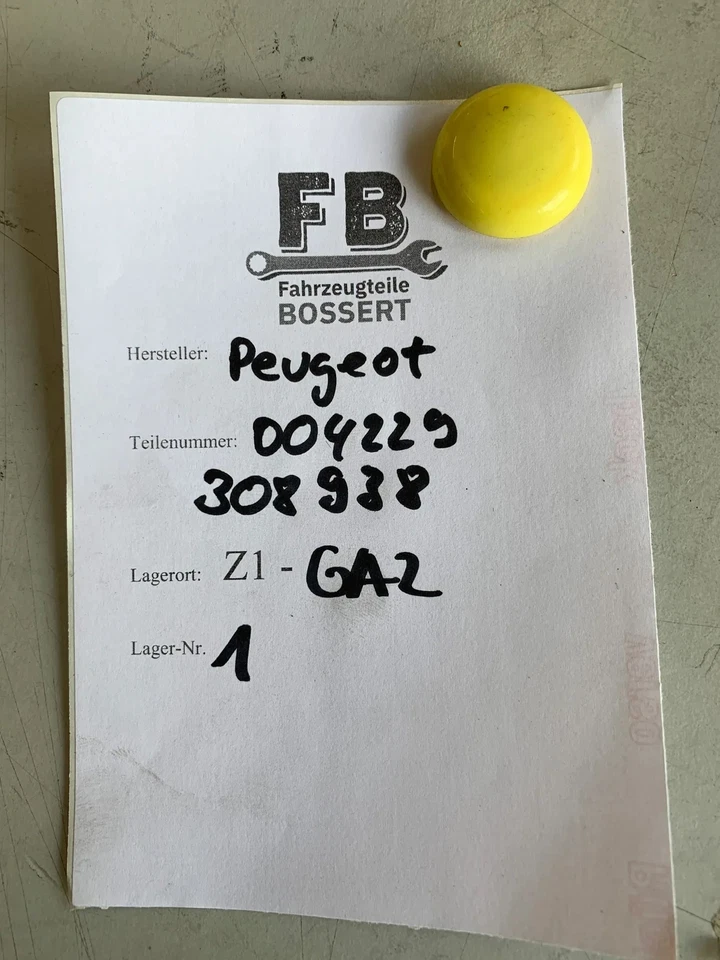 FB
Fahrzeugteile
BOSSERT
Hersteller: Peugeot
Teilenummer: 004229
308938
Lagerort: Z1 - GA2
Lager-Nr. 1